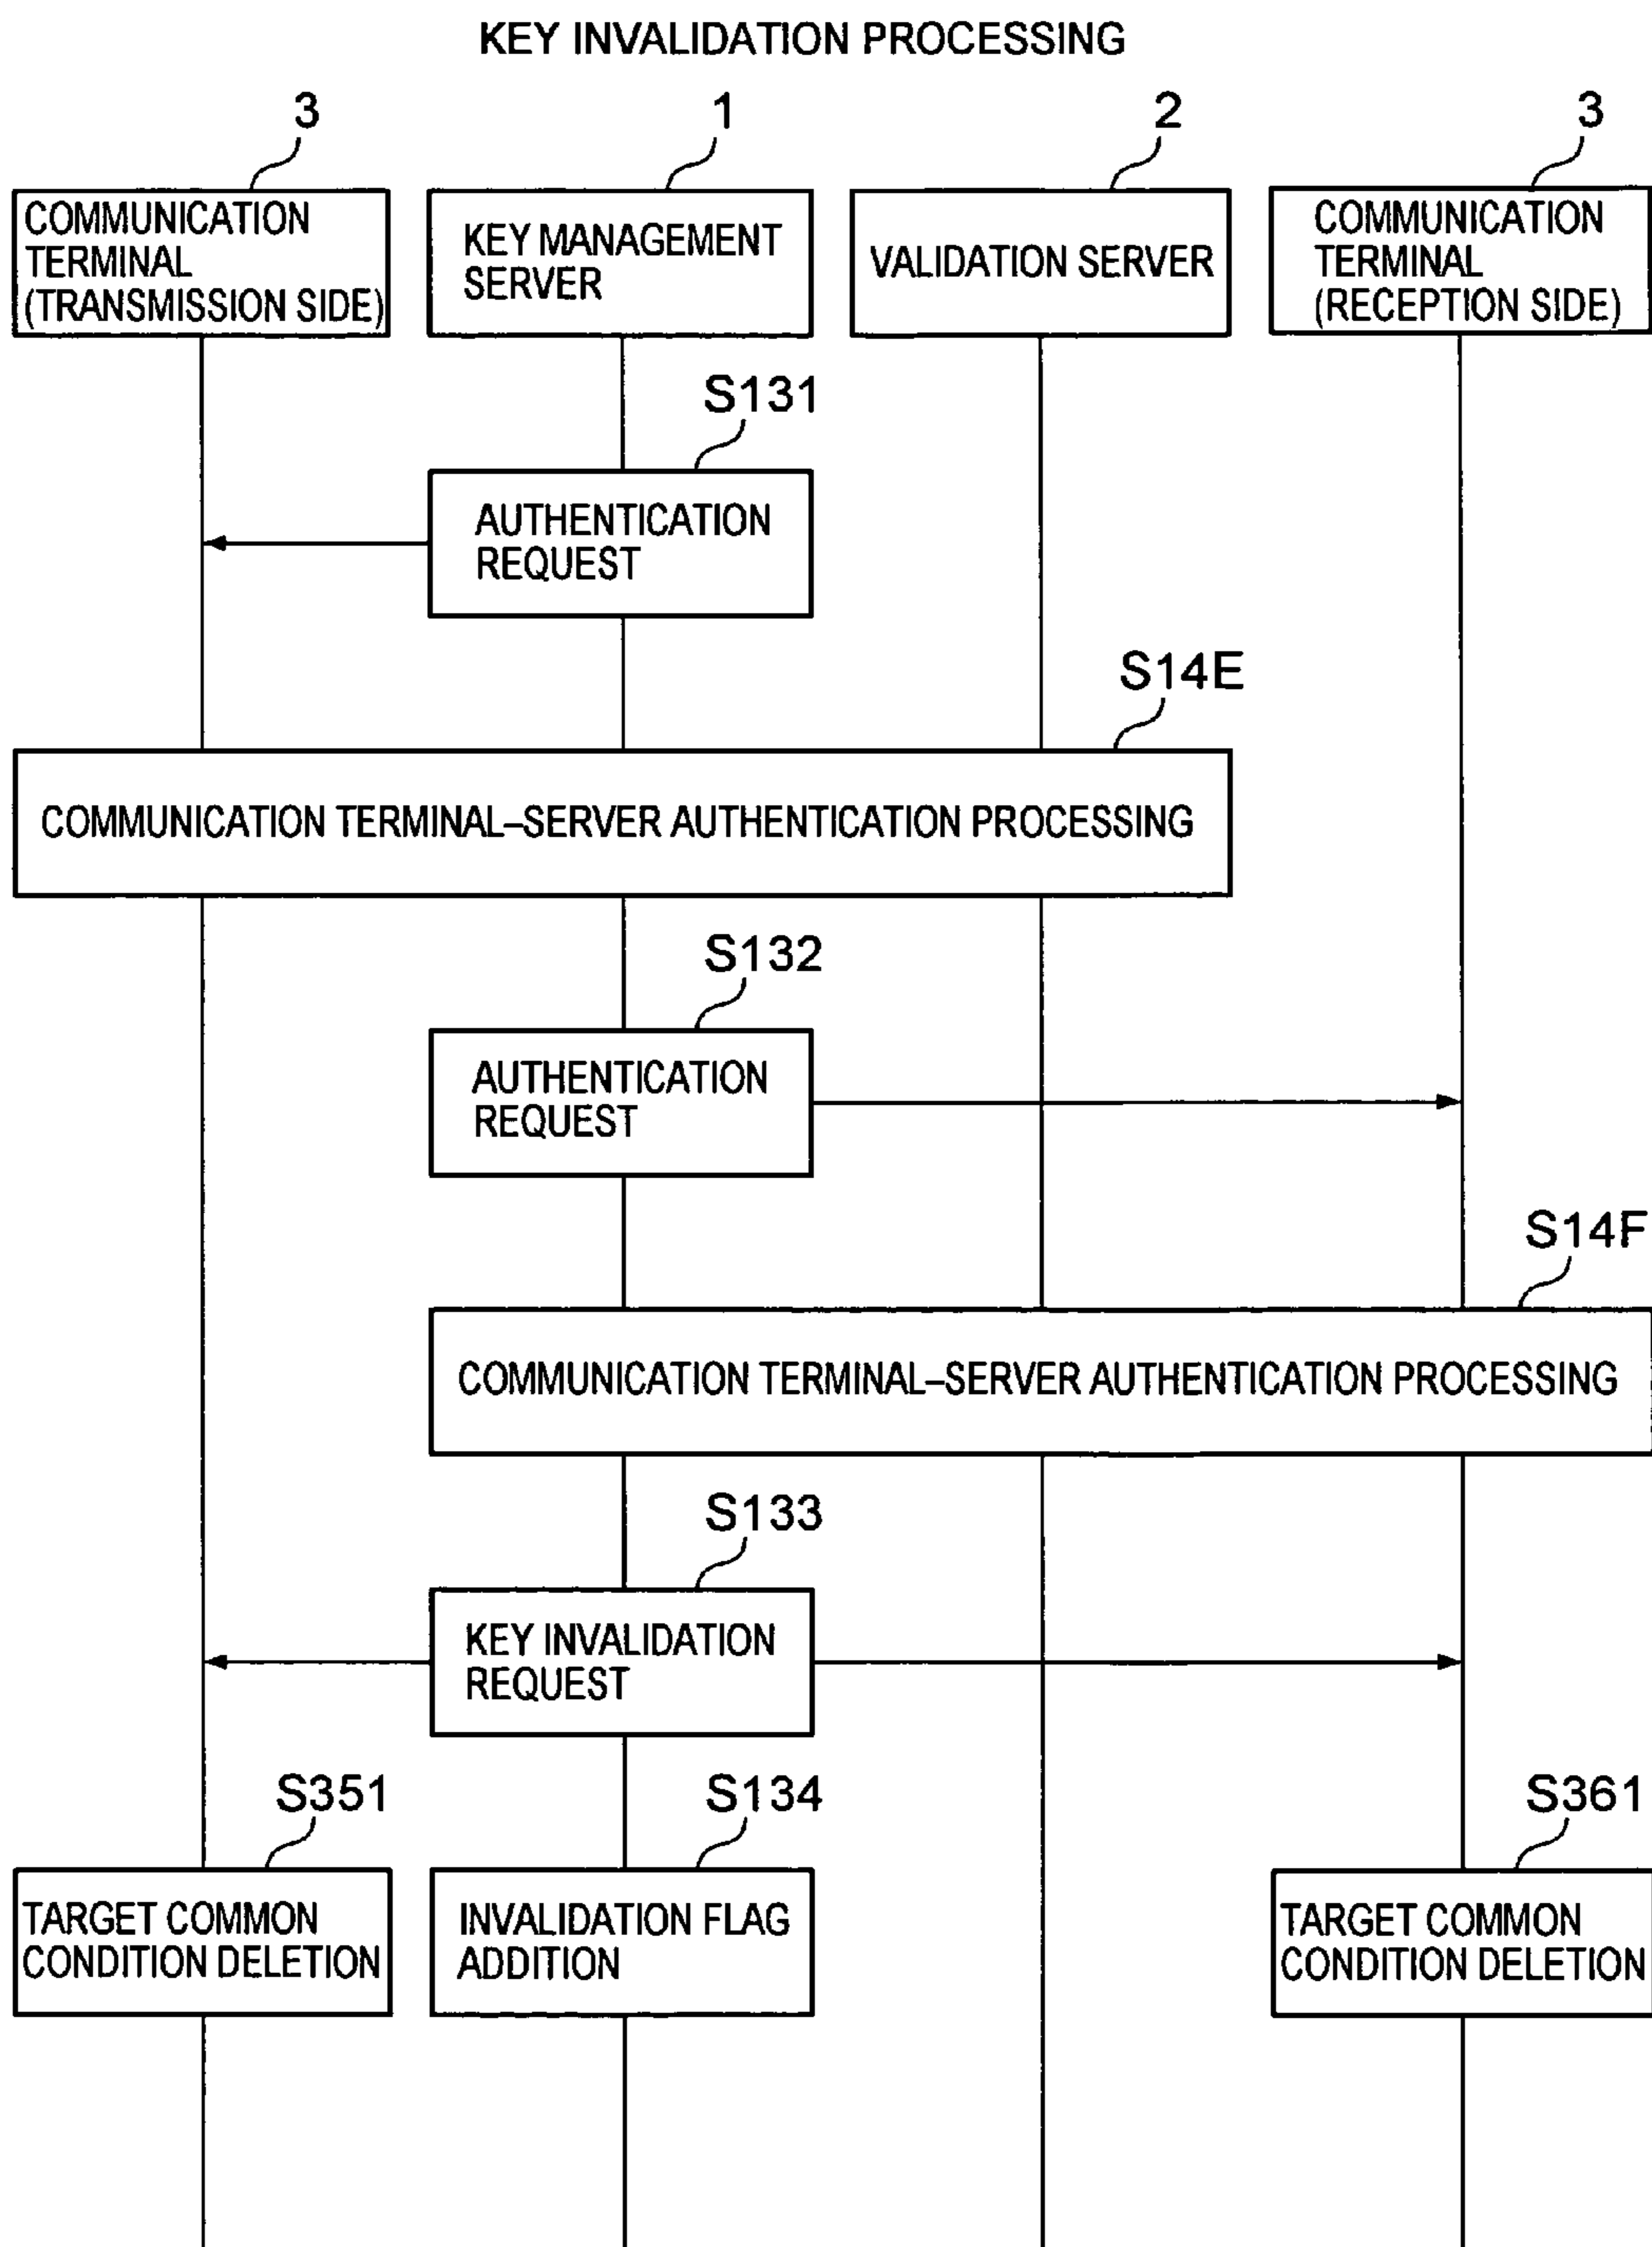 KEY INVALIDATION PROCESSING
3
1
2
3
COMMUNICATION
TERMINAL
(TRANSMISSION SIDE)
KEY MANAGEMENT
SERVER
VALIDATION SERVER
COMMUNICATION
TERMINAL
(RECEPTION SIDE)
S131
AUTHENTICATION
REQUEST
S14E
COMMUNICATION TERMINAL–SERVER AUTHENTICATION PROCESSING
S132
AUTHENTICATION
REQUEST
S14F
COMMUNICATION TERMINAL–SERVER AUTHENTICATION PROCESSING
S133
KEY INVALIDATION
REQUEST
S351
S134
S361
TARGET COMMON
CONDITION DELETION
INVALIDATION FLAG
ADDITION
TARGET COMMON
CONDITION DELETION